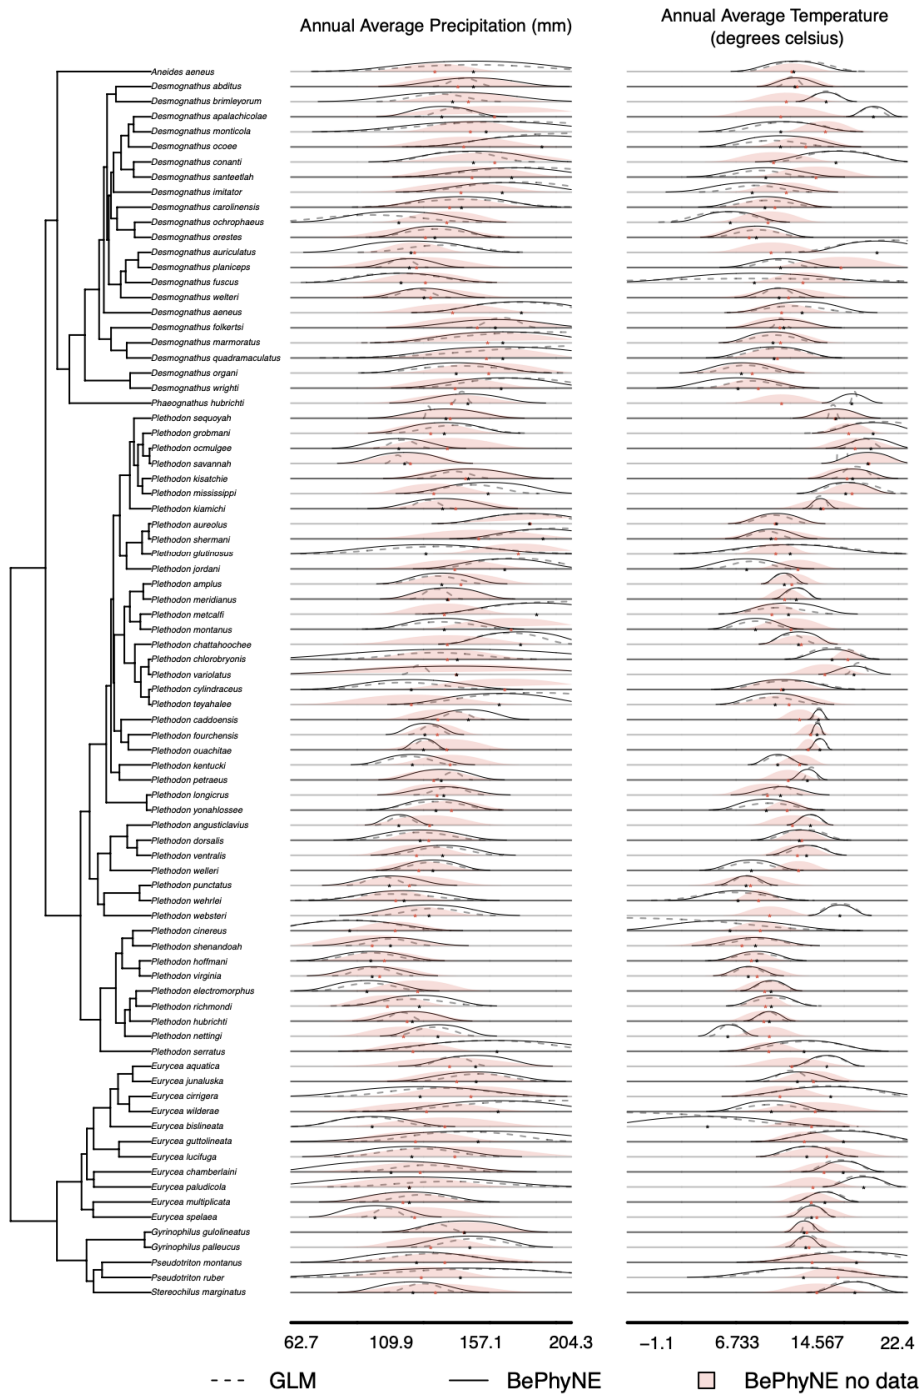 Annual Average Precipitation (mm)
Annual Average Temperature
(degrees celsius)
Aneides aeneus
Desmognathus abditus
Desmognathus brimleyorum
Desmognathus apalachicolae
Desmognathus monticola
Desmognathus ocoee
Desmognathus conanti
Desmognathus santeetlah
Desmognathus imitator
Desmognathus carolinensis
Desmognathus ochrophaeus
Desmognathus orestes
Desmognathus auriculatus
Desmognathus planiceps
Desmognathus fuscus
Desmognathus welteri
Desmognathus aeneus
Desmognathus folkertsi
Desmognathus marmoratus
Desmognathus quadramaculatus
Desmognathus organi
Desmognathus wrighti
Phaeognathus hubrichti
Plethodon sequoyah
Plethodon grobmani
Plethodon ocmulgee
Plethodon savannah
Plethodon kisatchie
Plethodon mississippi
Plethodon kiamichi
Plethodon aureolus
Plethodon shermani
Plethodon glutinosus
Plethodon jordani
Plethodon amplus
Plethodon meridianus
Plethodon metcalfi
Plethodon montanus
Plethodon chattahoochee
Plethodon chlorobryonis
Plethodon variolatus
Plethodon cylindraceus
Plethodon teyahalee
Plethodon caddoensis
Plethodon fourchensis
Plethodon ouachitae
Plethodon kentucki
Plethodon petraeus
Plethodon longicrus
Plethodon yonahlossee
Plethodon angusticlavius
Plethodon dorsalis
Plethodon ventralis
Plethodon welleri
Plethodon punctatus
Plethodon wehrlei
Plethodon websteri
Plethodon cinereus
Plethodon shenandoah
Plethodon hoffmani
Plethodon virginia
Plethodon electromorphus
Plethodon richmondi
Plethodon hubrichti
Plethodon nettingi
Plethodon serratus
Eurycea aquatica
Eurycea junaluska
Eurycea cirrigera
Eurycea wilderae
Eurycea bislineata
Eurycea guttolineata
Eurycea lucifuga
Eurycea chamberlaini
Eurycea paludicola
Eurycea multiplicata
Eurycea spelaea
Gyrinophilus gulolineatus
Gyrinophilus palleucus
Pseudotriton montanus
Pseudotriton ruber
Stereochilus marginatus
62.7 109.9 157.1 204.3 −1.1 6.733 14.567 22.4
GLM BePhyNE BePhyNE no data